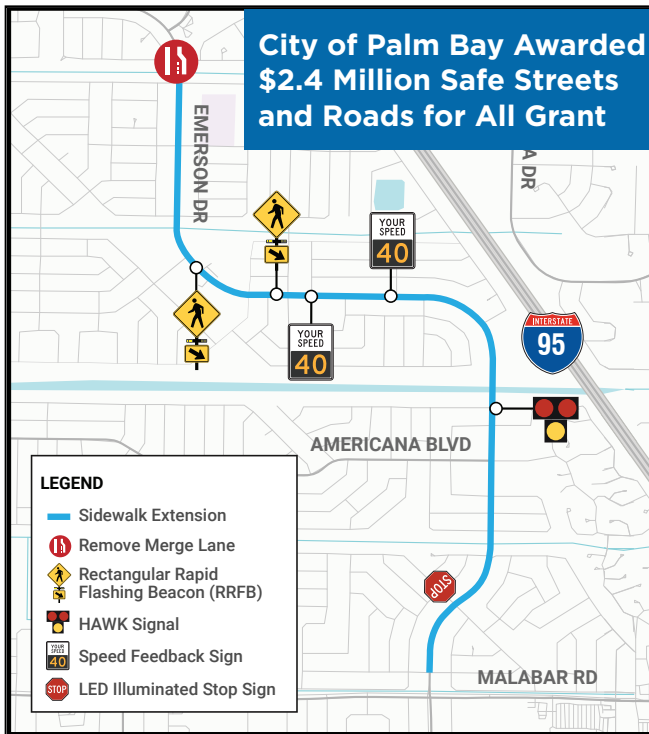 City of Palm Bay Awarded
$2.4 Million Safe Streets
and Roads for All Grant
EMERSON DR
A DR
YOUR
SPEED
40
YOUR
SPEED
40
INTERSTATE
95
AMERICANA BLVD
STOP
MALABAR RD
LEGEND
Sidewalk Extension
Remove Merge Lane
Rectangular Rapid
Flashing Beacon (RRFB)
HAWK Signal
YOUR
SPEED
40
Speed Feedback Sign
STOP
LED Illuminated Stop Sign